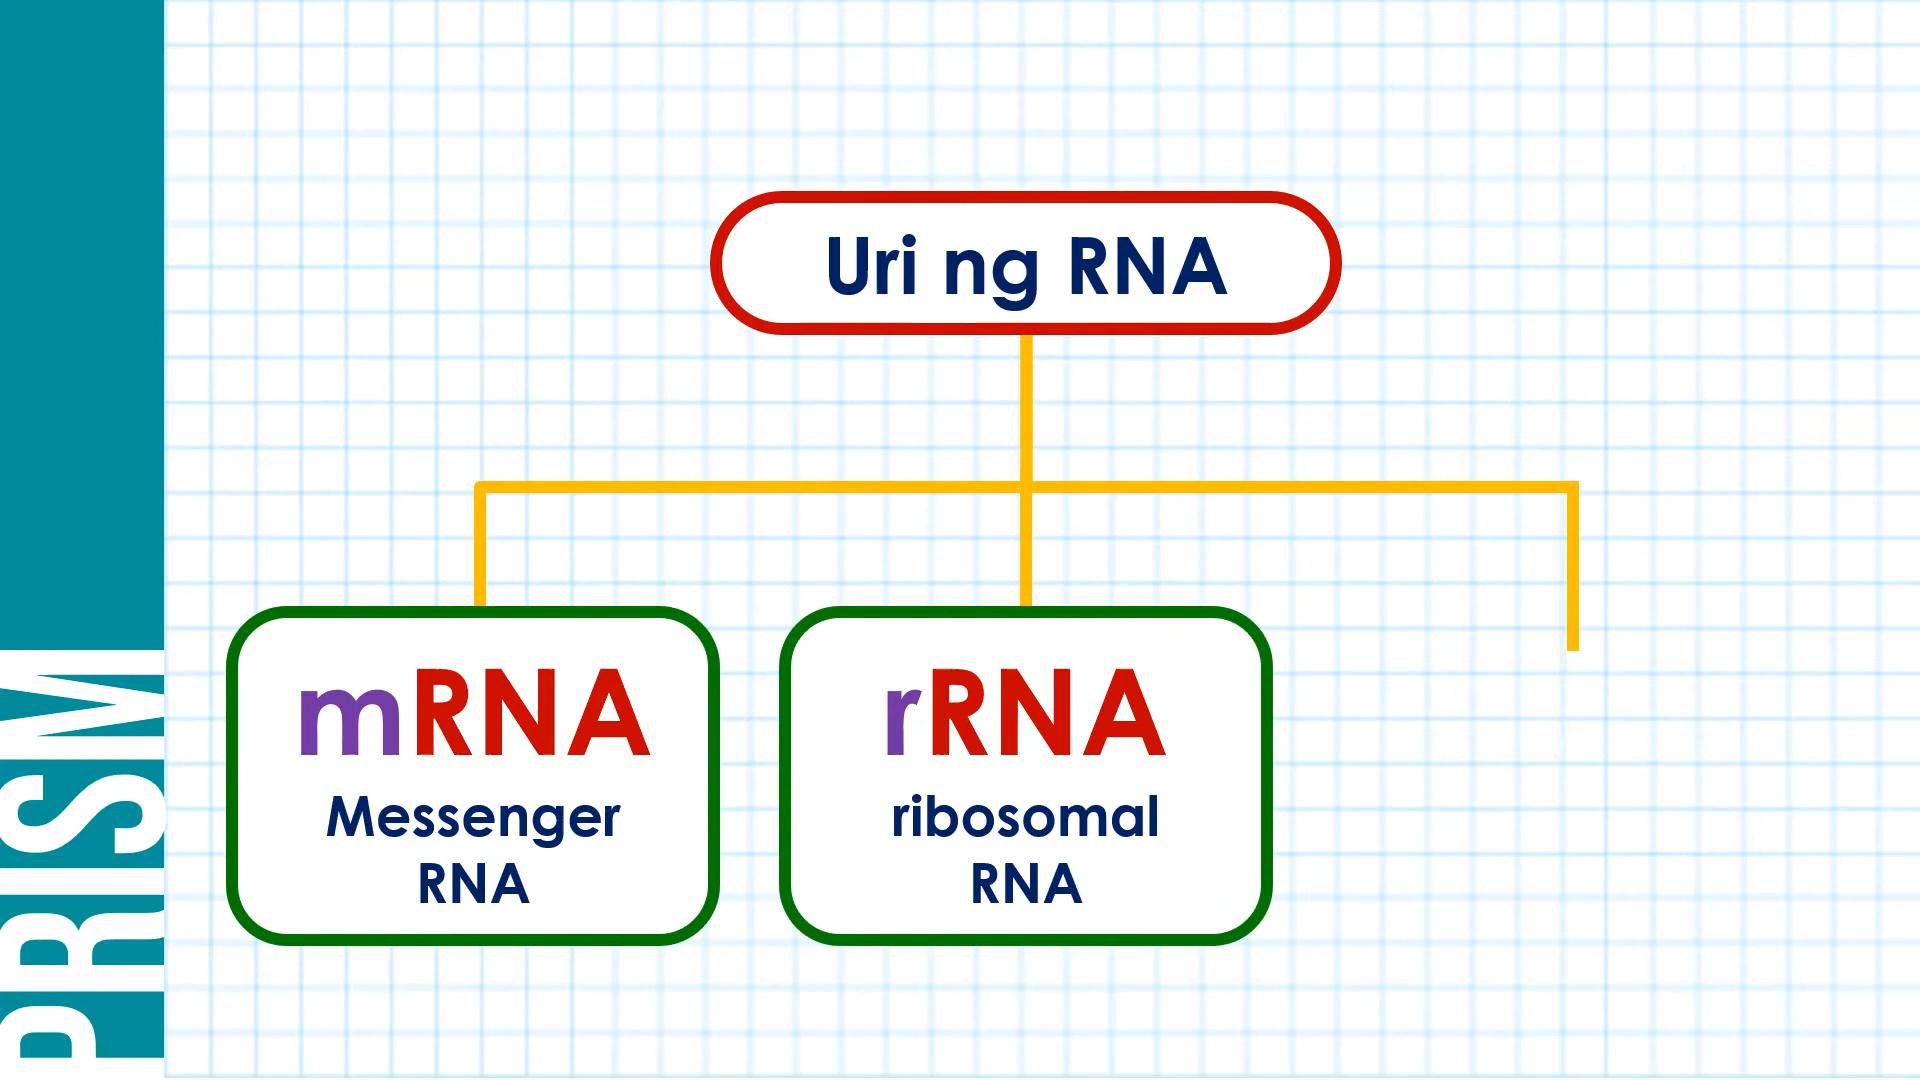 Uri ng RNA
mRNA
Messenger
RNA
rRNA
ribosomal
RNA
PRISM